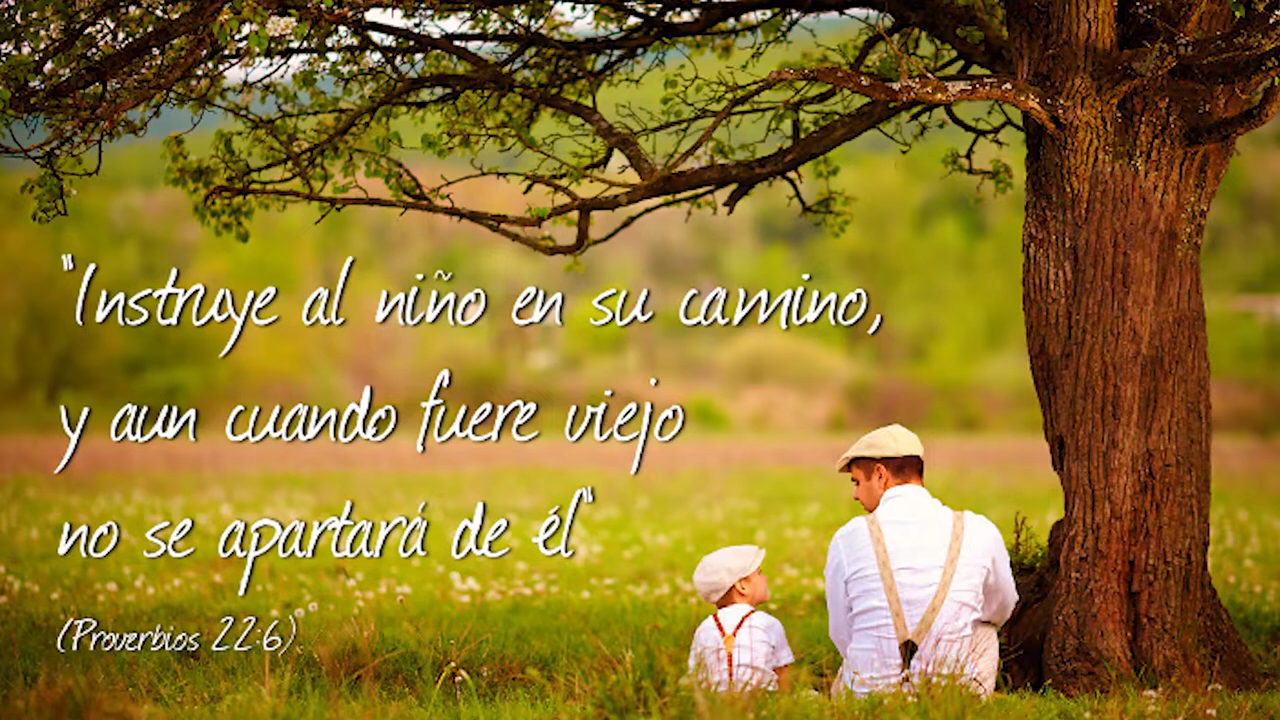 "Instruye al niño en su camino,
y aun cuando fuere viejo
no se apartará de él"
(Proverbios 22:6)